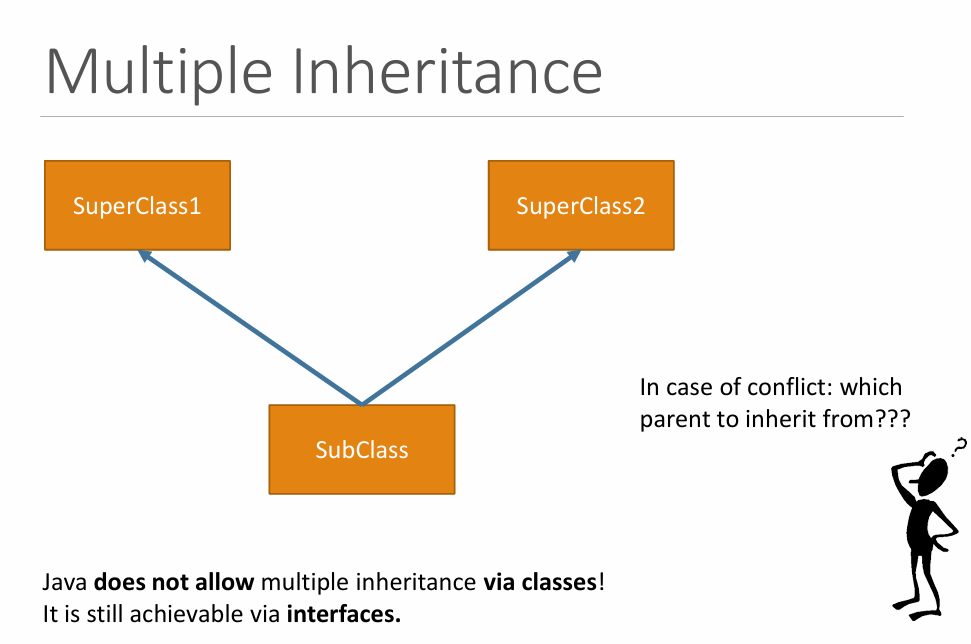 Multiple Inheritance
SuperClass1
SuperClass2
In case of conflict: which
parent to inherit from???
?
SubClass
Java does not allow multiple inheritance via classes!
It is still achievable via interfaces.